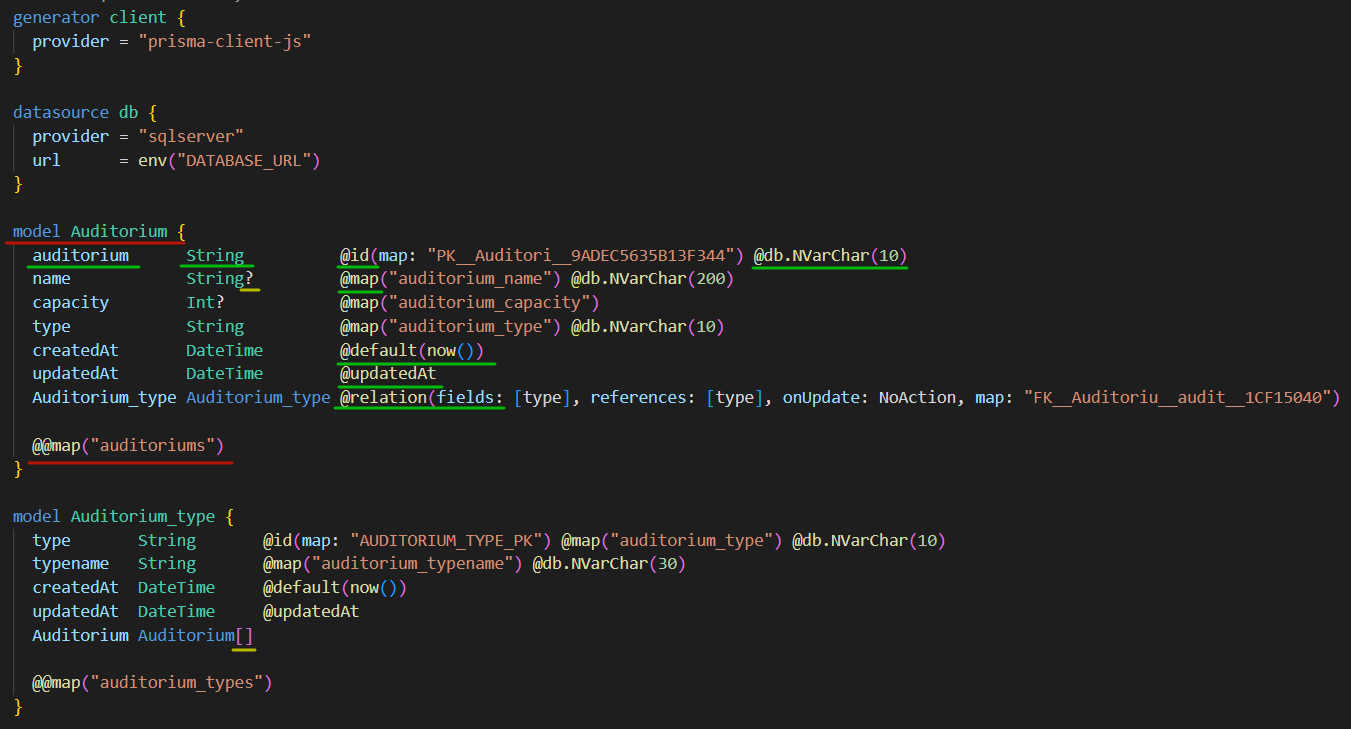 generator client {
  provider = "prisma-client-js"
}

datasource db {
  provider = "sqlserver"
  url      = env("DATABASE_URL")
}

model Auditorium {
  auditorium      String          @id(map: "PK__Auditori__9ADEC5635B13F344") @db.NVarChar(10)
  name            String?         @map("auditorium_name") @db.NVarChar(200)
  capacity        Int?            @map("auditorium_capacity")
  type            String          @map("auditorium_type") @db.NVarChar(10)
  createdAt       DateTime        @default(now())
  updatedAt       DateTime        @updatedAt
  Auditorium_type Auditorium_type @relation(fields: [type], references: [type], onUpdate: NoAction, map: "FK__Auditoriu__audit__1CF15040")

  @@map("auditoriums")
}

model Auditorium_type {
  type       String       @id(map: "AUDITORIUM_TYPE_PK") @map("auditorium_type") @db.NVarChar(10)
  typename   String       @map("auditorium_typename") @db.NVarChar(30)
  createdAt  DateTime     @default(now())
  updatedAt  DateTime     @updatedAt
  Auditorium Auditorium[]

  @@map("auditorium_types")
}